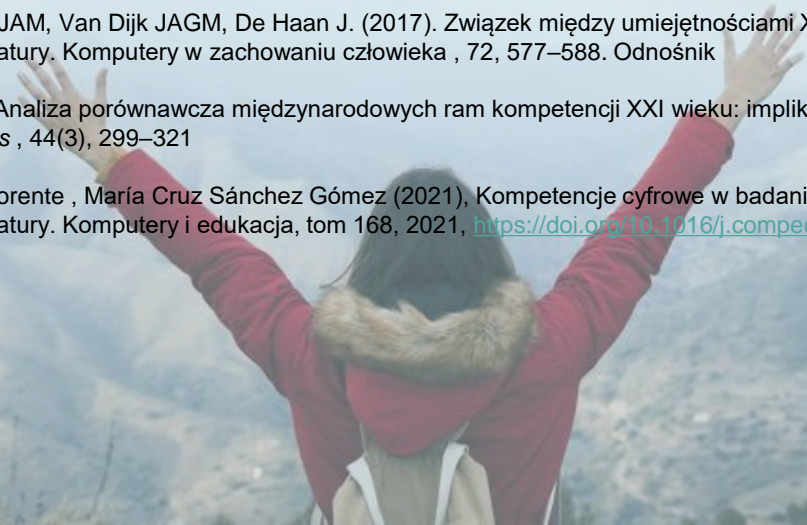 JAM, Van Dijk JAGM, De Haan J. (2017). Związek między umiejętnościami
atury. Komputery w zachowaniu człowieka , 72, 577–588. Odnośnik
Analiza porównawcza międzynarodowych ram kompetencji XXI wieku: implik
s , 44(3), 299–321
orente , María Cruz Sánchez Gómez (2021), Kompetencje cyfrowe w badani
atury. Komputery i edukacja, tom 168, 2021, https://doi.org/10.1016/j.compe